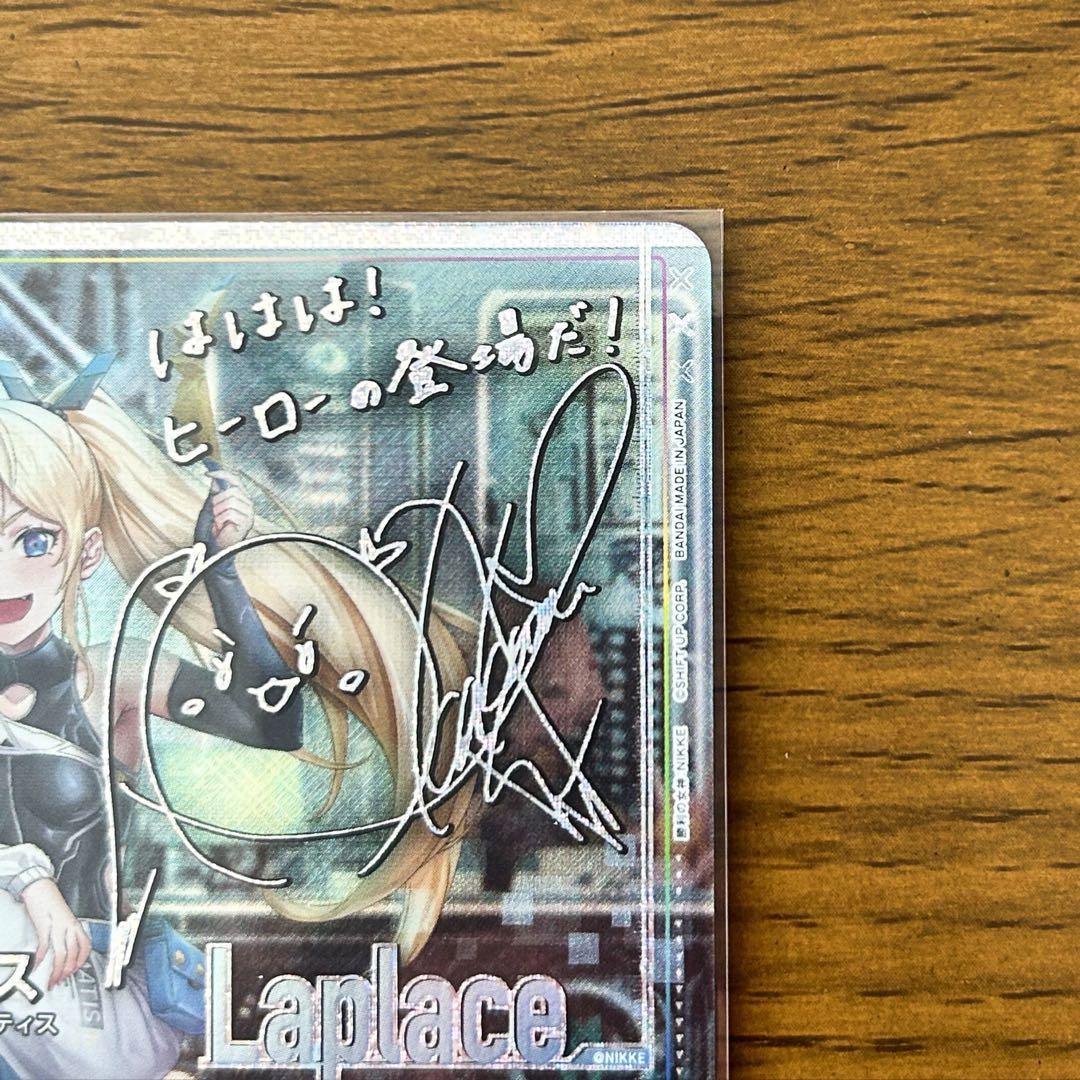 ははは!
ヒーローの登場だ!
BANDAI MADE IN JAPAN
©SHIFT UP CORP.
勝利の女神:NIKKE
ス
ティス
MATIS
Laplace
@NIKKE